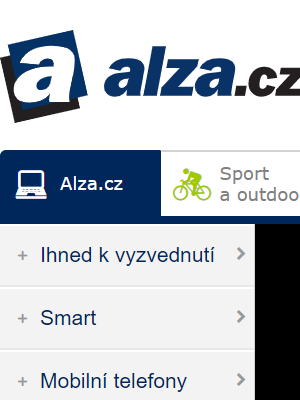 a alza.cz
Alza.cz
Sport
a outdoo
+ Ihned k vyzvednutí
+ Smart
+ Mobilní telefony